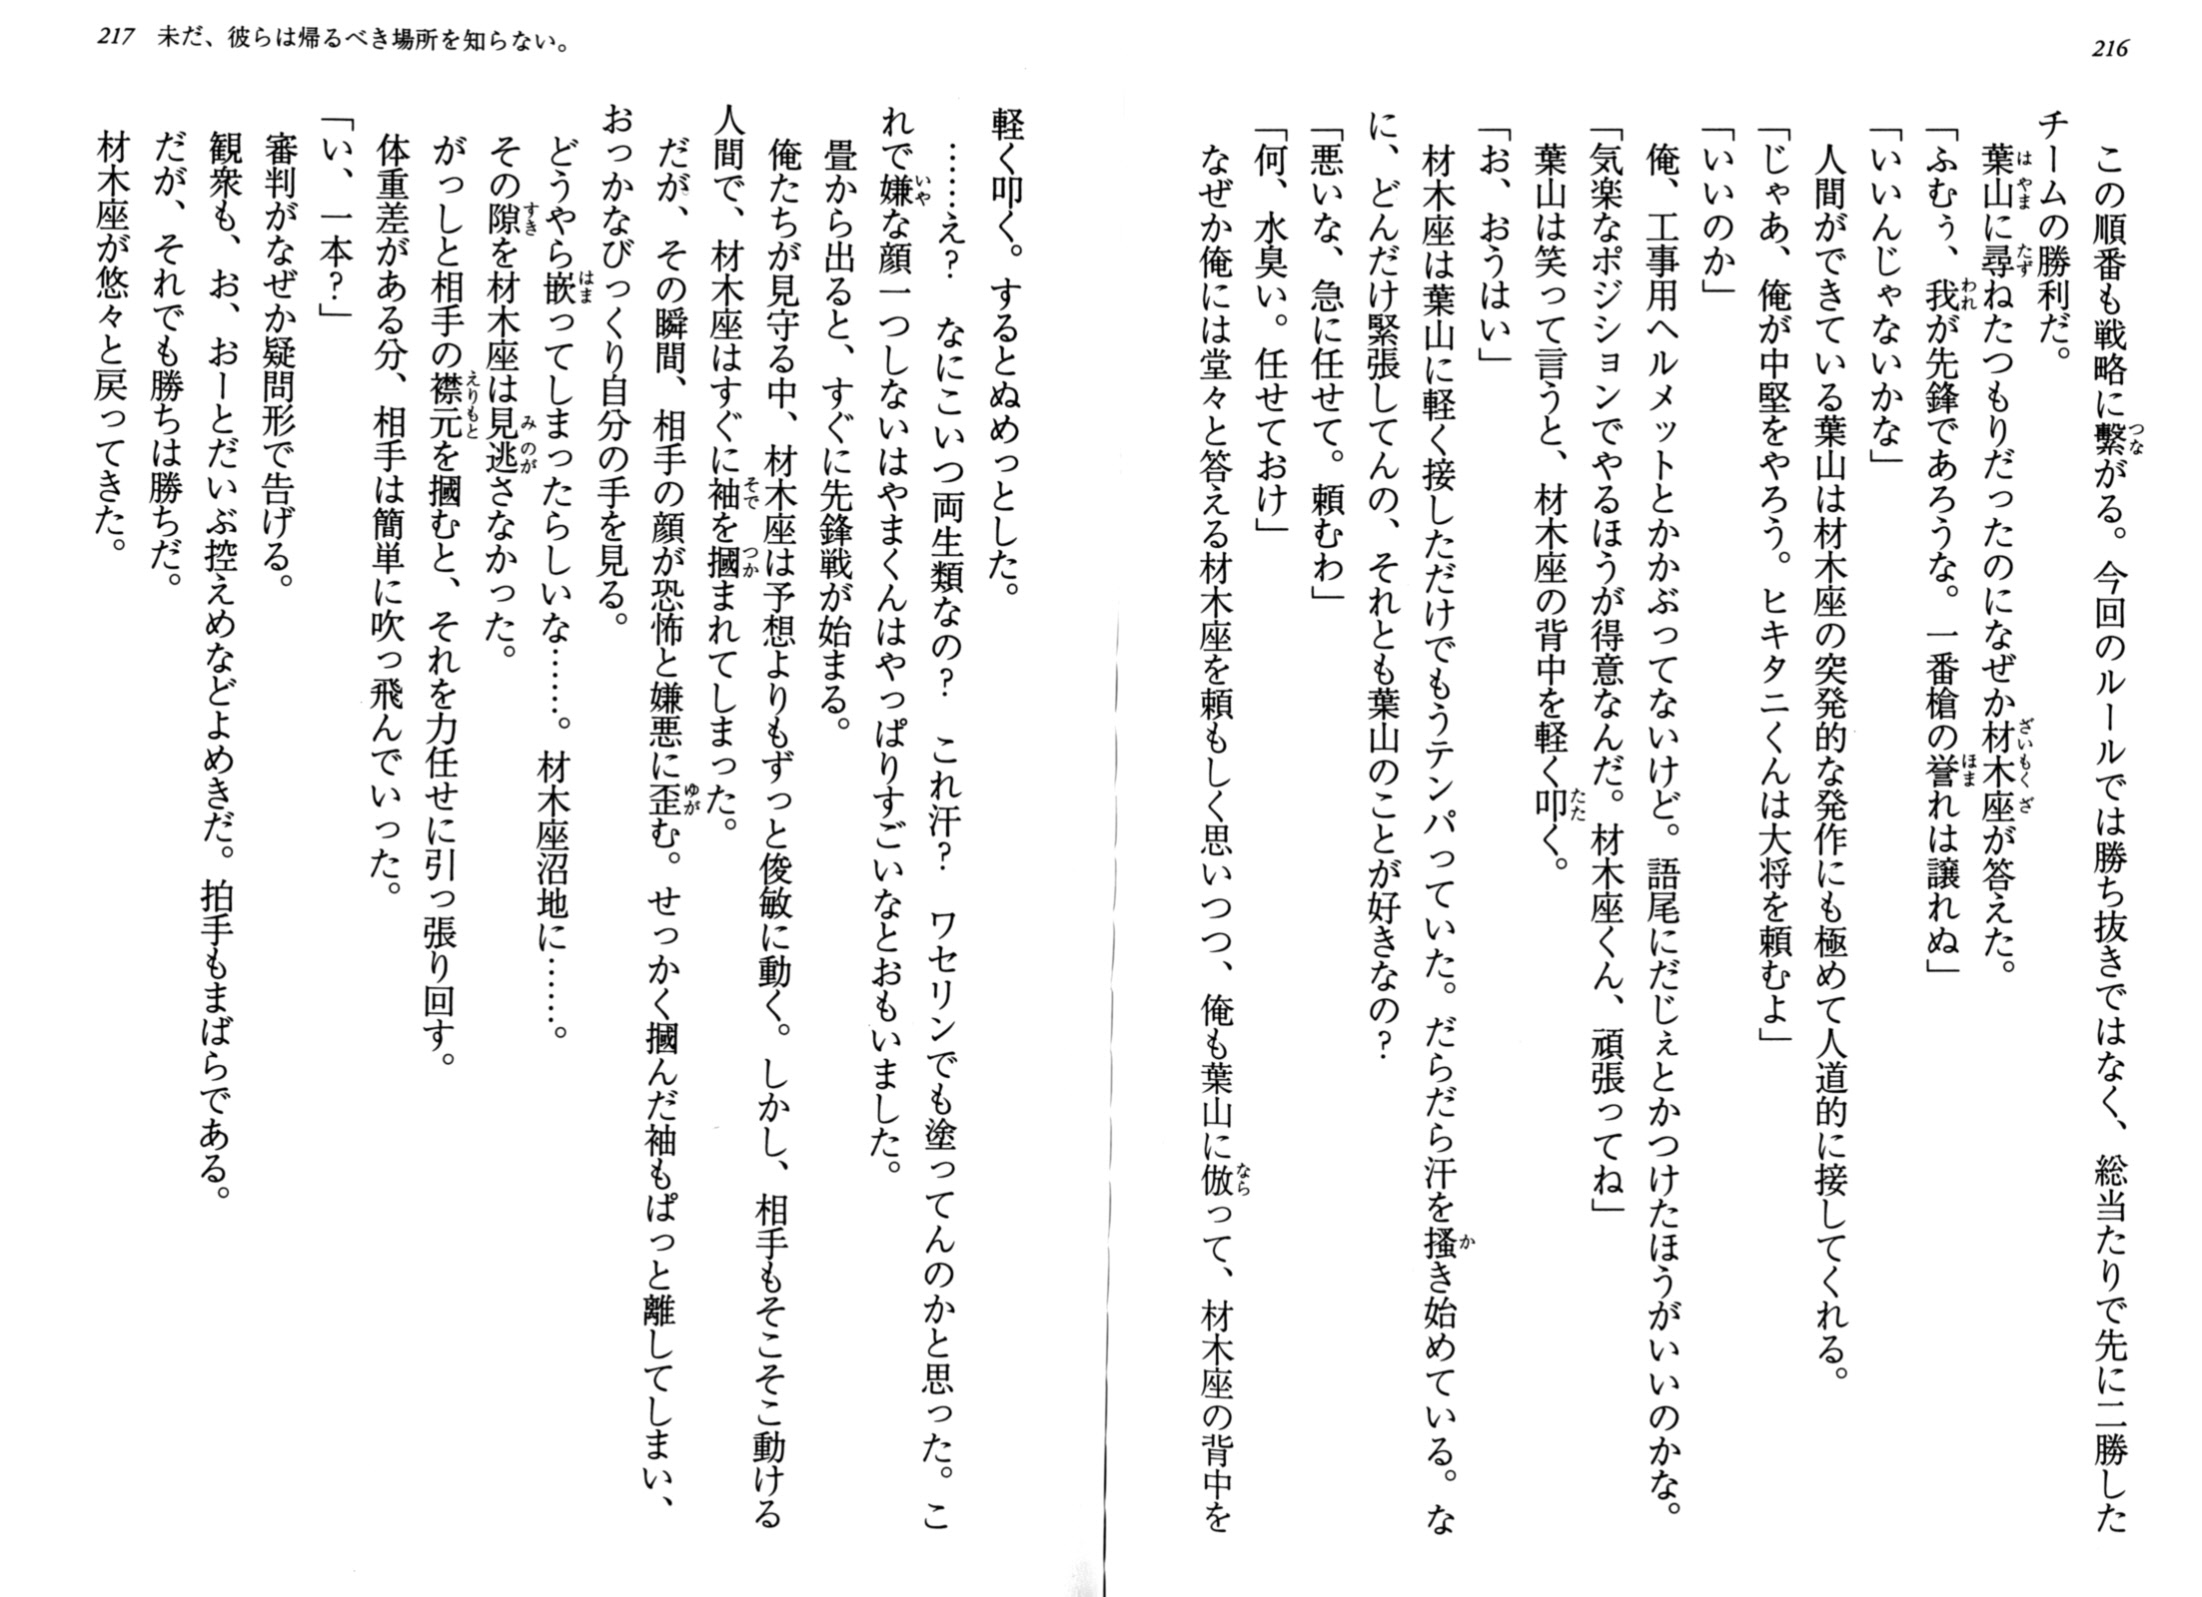 216
この順番も戦略に繫がる。今回のルールでは勝ち抜きではなく、総当たりで先に二勝した
チームの勝利だ。
葉山に尋ねたつもりだったのになぜか材木座が答えた。
「ふむぅ、我が先鋒であろうな。一番槍の誉れは譲れぬ」
「いいんじゃないかな」
人間ができている葉山は材木座の突発的な発作にも極めて人道的に接してくれる。
「じゃあ、俺が中堅をやろう。ヒキタニくんは大将を頼むよ」
「いいのか」
俺、工事用ヘルメットとかかぶってないけど。語尾にだじぇとかつけたほうがいいのかな。
「気楽なポジションでやるほうが得意なんだ。材木座くん、頑張ってね」
葉山は笑って言うと、材木座の背中を軽く叩く。
「お、おうはい」
材木座は葉山に軽く接しただけでもうテンパっていた。だらだら汗を搔き始めている。な
に、どんだけ緊張してんの、それとも葉山のことが好きなの?
「悪いな、急に任せて。頼むわ」
「何、水臭い。任せておけ」
なぜか俺には堂々と答える材木座を頼もしく思いつつ、俺も葉山に倣って、材木座の背中を
217 未だ、彼らは帰るべき場所を知らない。
軽く叩く。するとぬめっとした。
……え? なにこいつ両生類なの? これ汗? ワセリンでも塗ってんのかと思った。こ
れで嫌な顔一つしないはやまくんはやっぱりすごいなとおもいました。
畳から出ると、すぐに先鋒戦が始まる。
俺たちが見守る中、材木座は予想よりもずっと俊敏に動く。しかし、相手もそこそこ動ける
人間で、材木座はすぐに袖を摑まれてしまった。
だが、その瞬間、相手の顔が恐怖と嫌悪に歪む。せっかく摑んだ袖もぱっと離してしまい、
おっかなびっくり自分の手を見る。
どうやら嵌ってしまったらしいな……。材木座沼地に……。
その隙を材木座は見逃さなかった。
がっしと相手の襟元を摑むと、それを力任せに引っ張り回す。
体重差がある分、相手は簡単に吹っ飛んでいった。
「い、一本?」
審判がなぜか疑問形で告げる。
観衆も、お、おーとだいぶ控えめなどよめきだ。拍手もまばらである。
だが、それでも勝ちは勝ちだ。
材木座が悠々と戻ってきた。